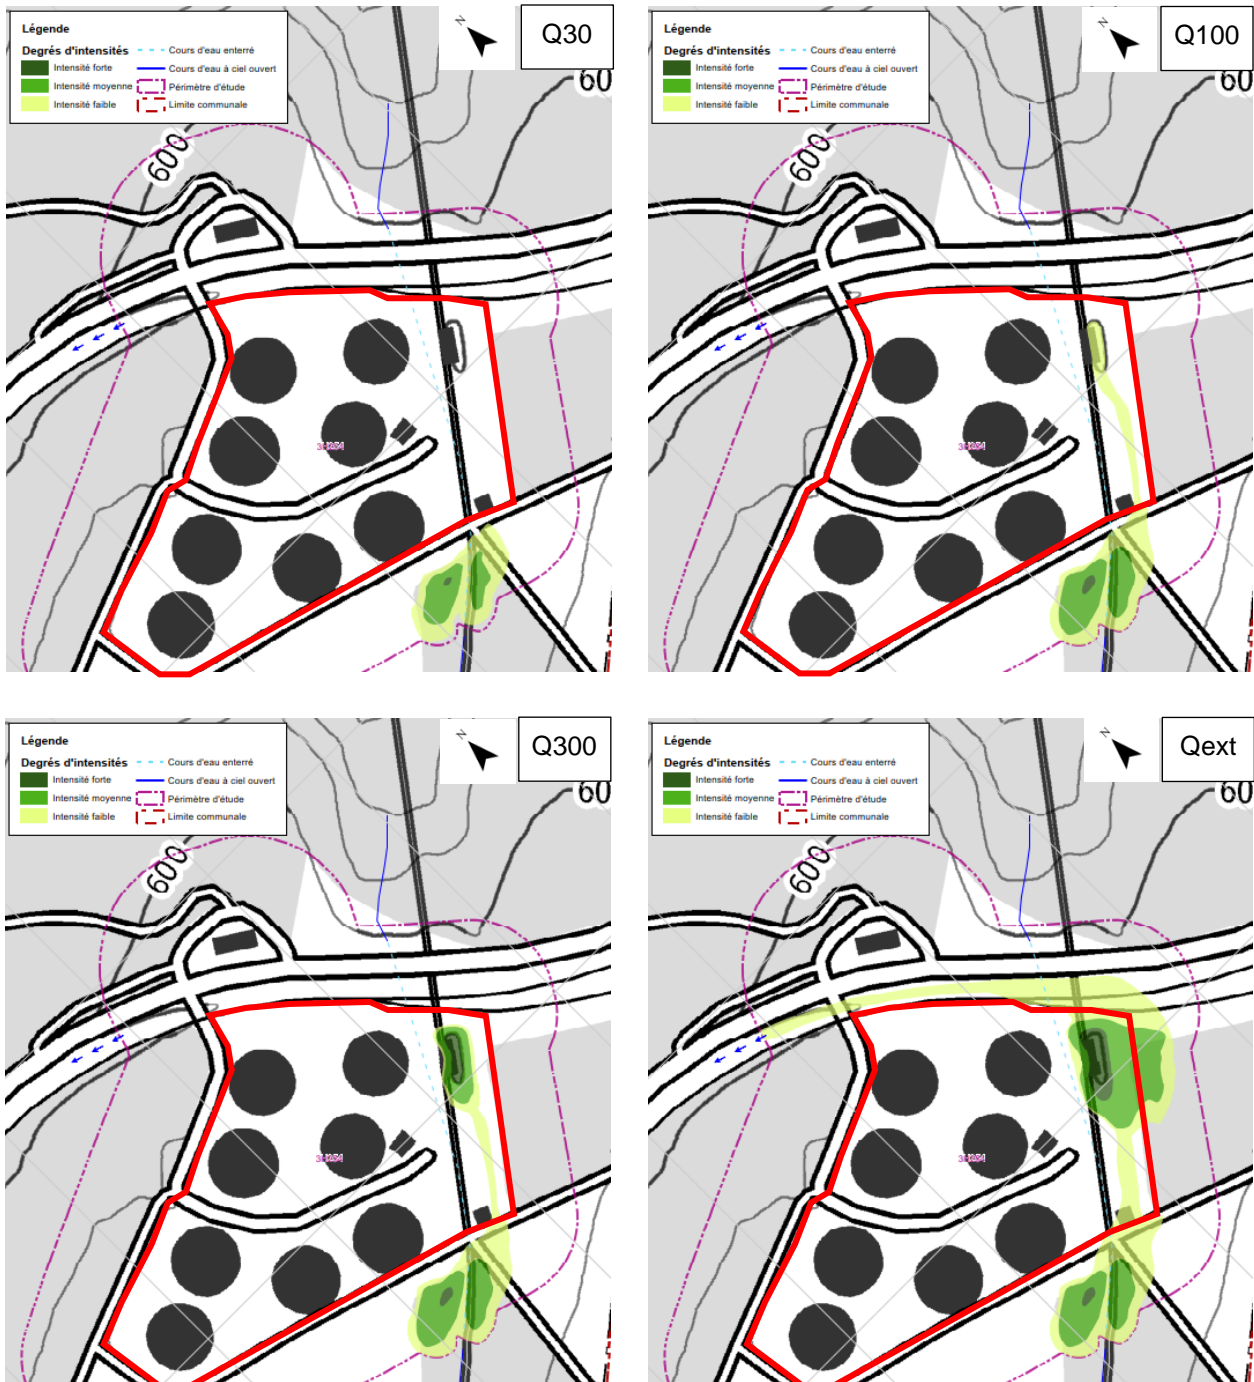 Légende
Degrés d'intensités
Cours d'eau enterré
Intensité forte
Cours d'eau à ciel ouvert
Intensité moyenne
Périmètre d'étude
Intensité faible
Limite communale
N
Q30
60
600
Légende
Degrés d'intensités
Cours d'eau enterré
Intensité forte
Cours d'eau à ciel ouvert
Intensité moyenne
Périmètre d'étude
Intensité faible
Limite communale
N
Q100
60
600
Légende
Degrés d'intensités
Cours d'eau enterré
Intensité forte
Cours d'eau à ciel ouvert
Intensité moyenne
Périmètre d'étude
Intensité faible
Limite communale
N
Q300
60
600
Légende
Degrés d'intensités
Cours d'eau enterré
Intensité forte
Cours d'eau à ciel ouvert
Intensité moyenne
Périmètre d'étude
Intensité faible
Limite communale
N
Qext
60
600